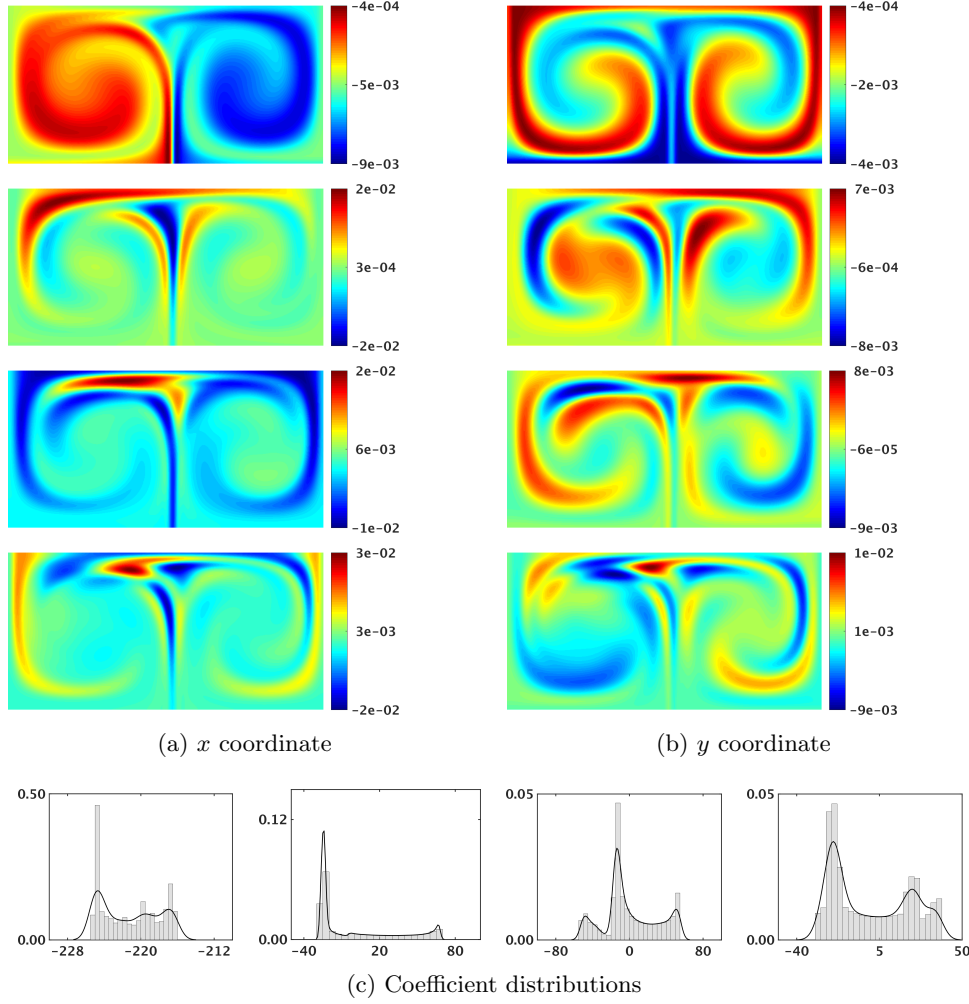 -4e-04
-5e-03
-9e-03
-4e-04
-2e-03
-4e-03
2e-02
3e-04
-2e-02
7e-03
-6e-04
-8e-03
2e-02
6e-03
-1e-02
8e-03
-6e-05
-9e-03
3e-02
3e-03
-2e-02
1e-02
1e-03
-9e-03
(a) x coordinate
(b) y coordinate
0.50
0.00
-228
-220
-212
0.12
0.00
-40
20
80
0.05
0.00
-80
0
80
0.05
0.00
-40
5
50
(c) Coefficient distributions